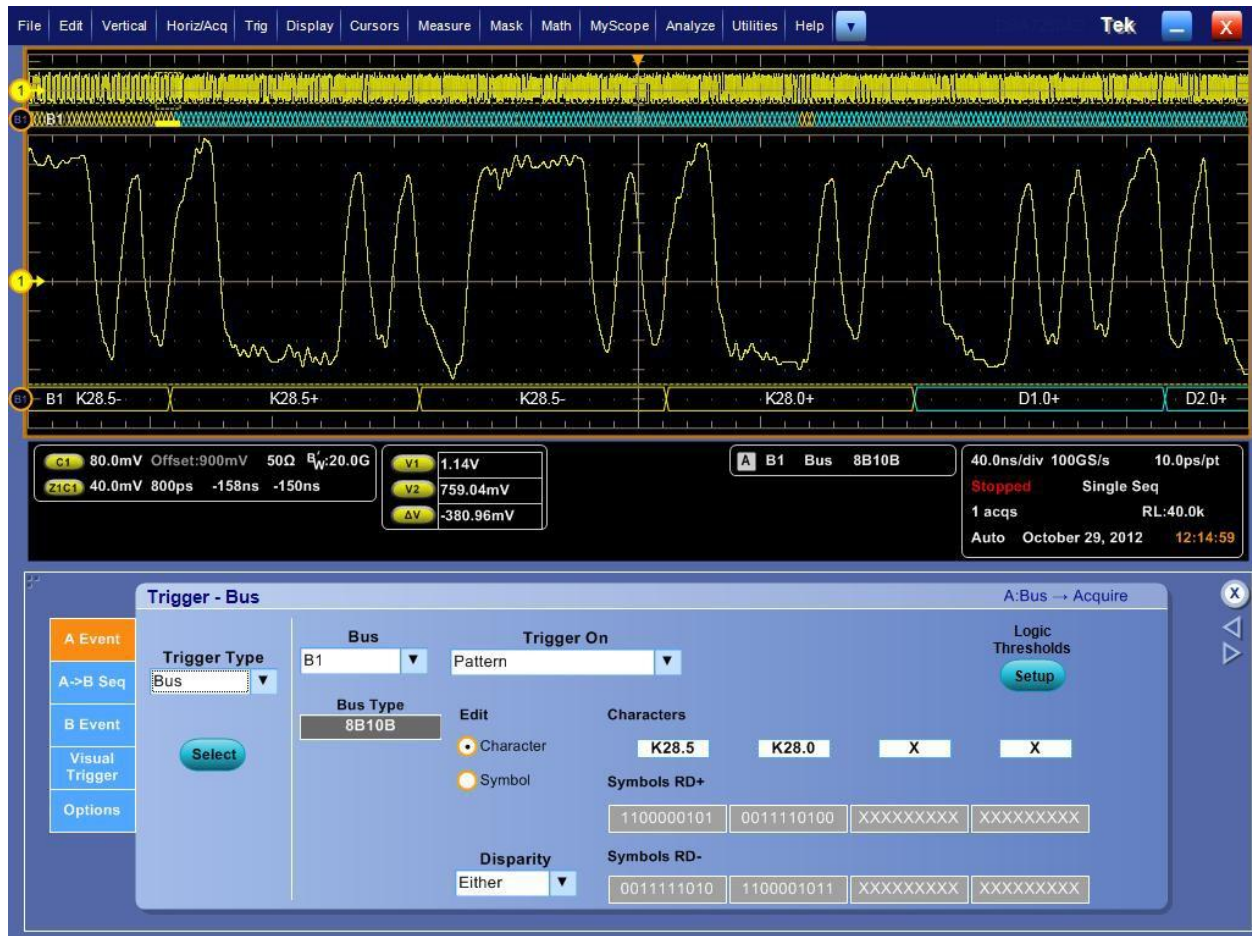 File Edit Vertical Horiz/Acq Trig Display Cursors Measure Mask Math MyScope Analyze Utilities Help Tek X
1
B1 B1
1
B1 B1 K28.5- K28.5+ K28.5- K28.0+ D1.0+ D2.0+
C1 80.0mV Offset:900mV 50Ω BW:20.0G
Z1C1 40.0mV 800ps -158ns -150ns
V1 1.14V
V2 759.04mV
ΔV -380.96mV
A B1 Bus 8B10B
40.0ns/div 100GS/s 10.0ps/pt
Stopped Single Seq
1 acqs RL:40.0k
Auto October 29, 2012 12:14:59
Trigger - Bus A:Bus → Acquire X
A Event
A->B Seq
B Event
Visual
Trigger
Options
Trigger Type
Bus
Select
Bus
B1
Bus Type
8B10B
Trigger On
Pattern
Logic
Thresholds
Setup
Edit
Character
Symbol
Characters
K28.5 K28.0 X X
Symbols RD+
1100000101 0011110100 XXXXXXXXX XXXXXXXXX
Disparity
Either
Symbols RD-
0011111010 1100001011 XXXXXXXXX XXXXXXXXX